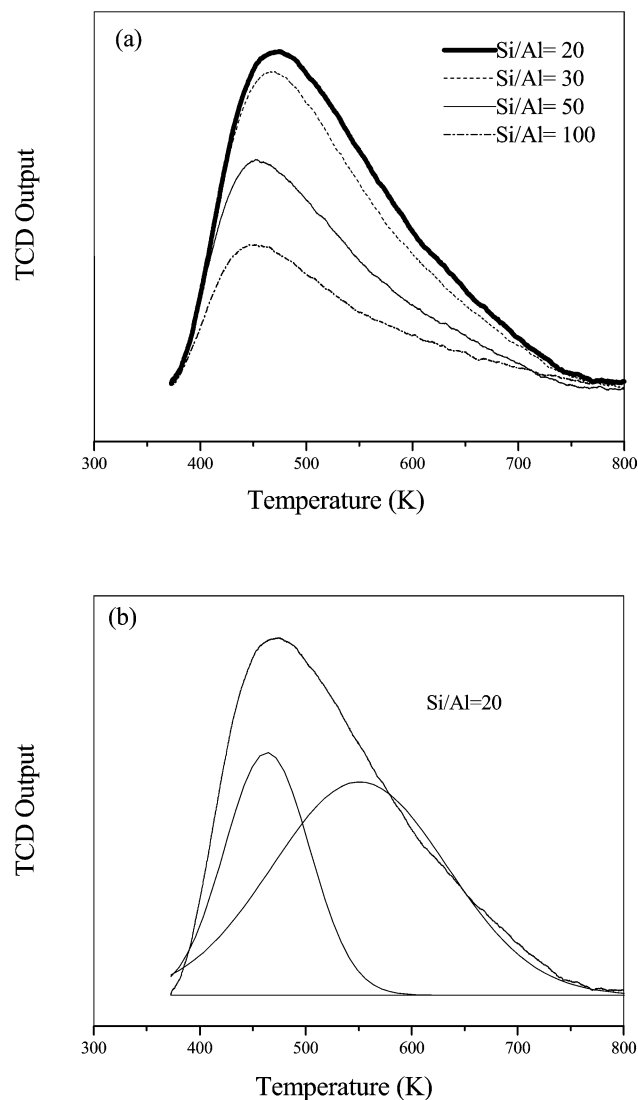 (a)
Si/Al= 20
Si/Al= 30
Si/Al= 50
Si/Al= 100
TCD Output
300 400 500 600 700 800
Temperature (K)
(b)
Si/Al=20
TCD Output
300 400 500 600 700 800
Temperature (K)